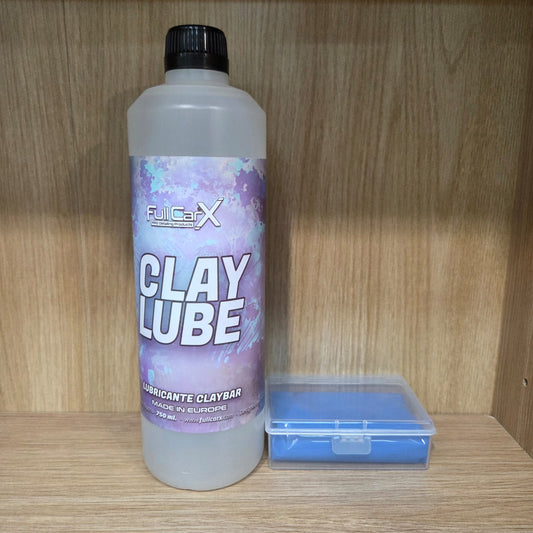 FullCarX
CLAY
LUBE
LUBRICANTE CLAYBAR
MADE IN EUROPE
750 ml.